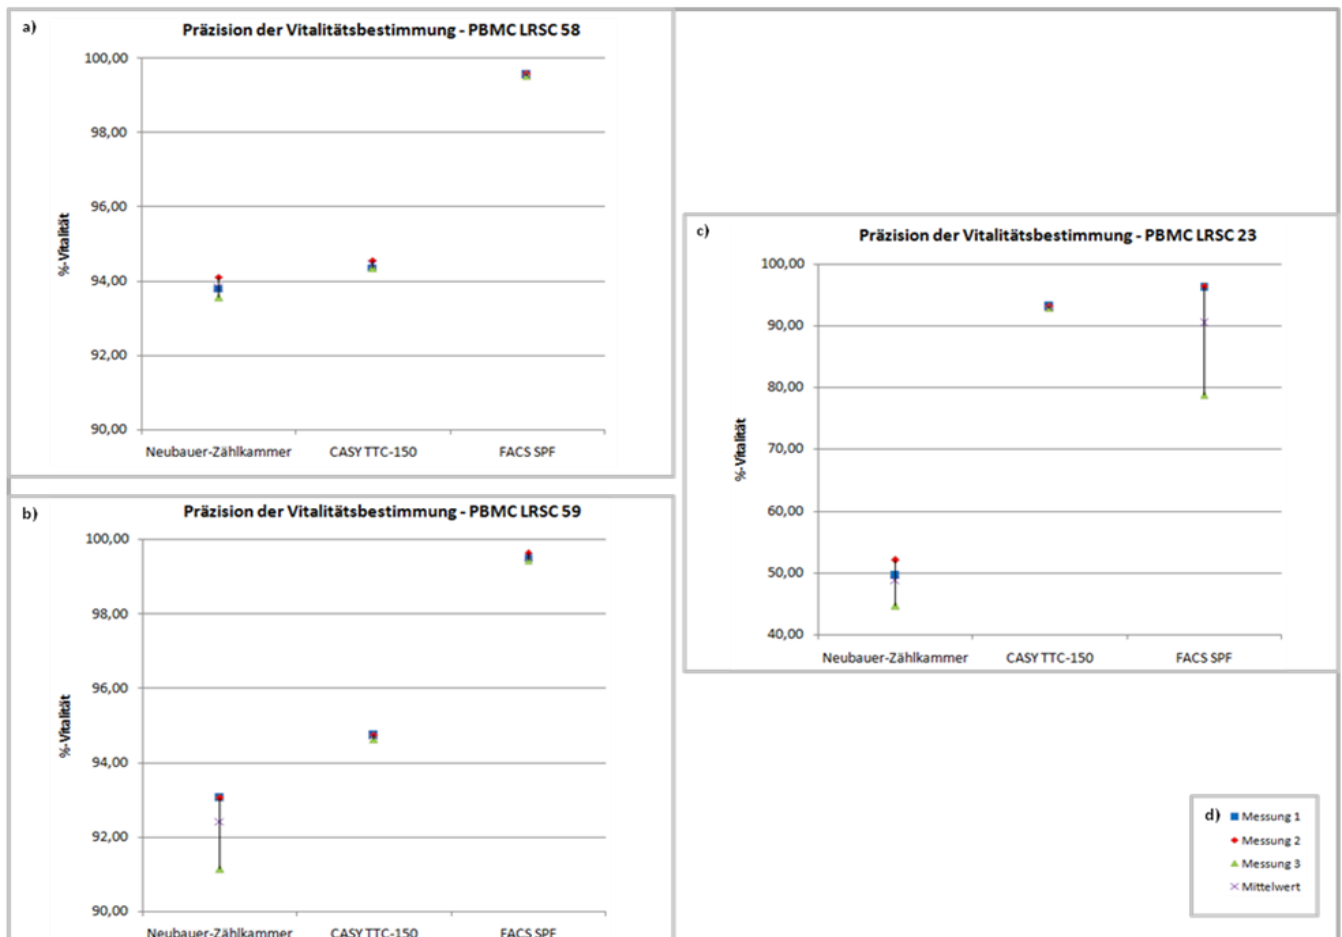 a)
Präzision der Vitalitätsbestimmung - PBMC LRSC 58
100,00
98,00
96,00
94,00
92,00
90,00
%-Vitalität
Neubauer-Zählkammer CASY TTC-150 FACS SPF
b)
Präzision der Vitalitätsbestimmung - PBMC LRSC 59
100,00
98,00
96,00
94,00
92,00
90,00
%-Vitalität
Neubauer-Zählkammer CASY TTC-150 FACS SPF
c)
Präzision der Vitalitätsbestimmung - PBMC LRSC 23
100,00
90,00
80,00
70,00
60,00
50,00
40,00
%-Vitalität
Neubauer-Zählkammer CASY TTC-150 FACS SPF
d) Messung 1
Messung 2
Messung 3
Mittelwert